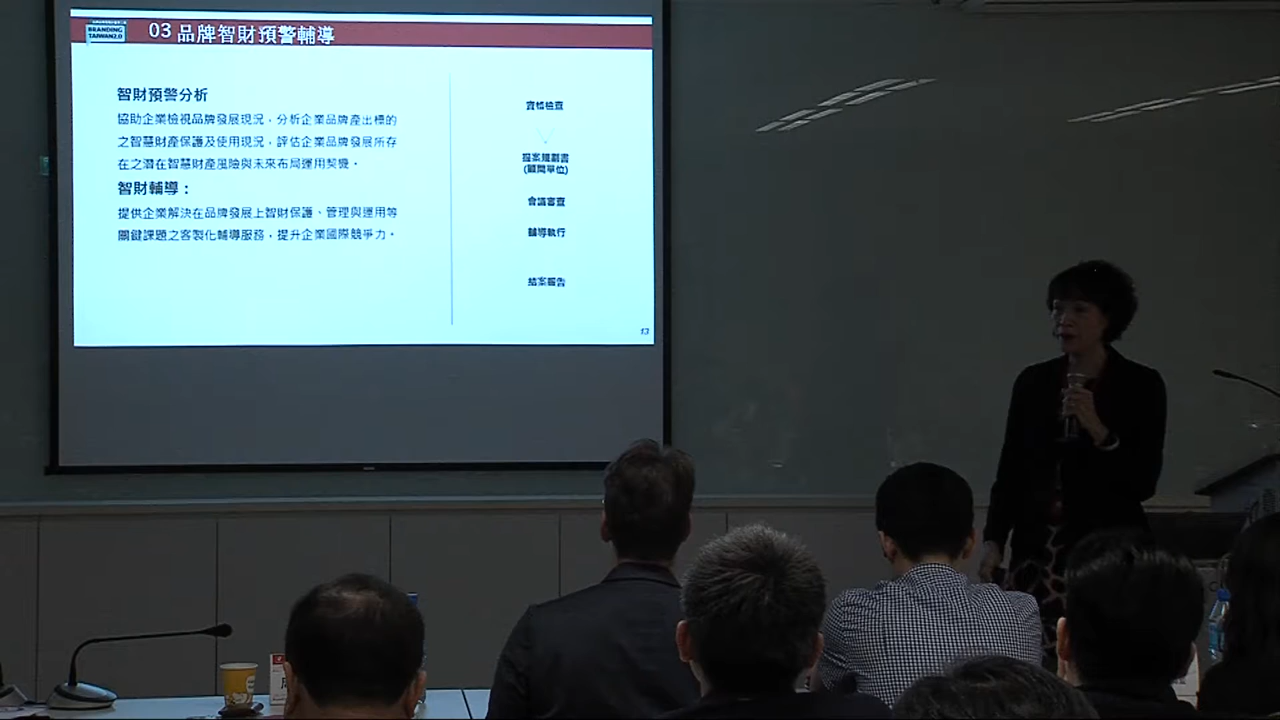 BRANDING
TAIWAN2.0
03 品牌智財預警輔導
智財預警分析
協助企業檢視品牌發展現況，分析企業品牌產出標的
之智慧財產保護及使用現況，評估企業品牌發展所存
在之潛在智慧財產風險與未來布局運用契機。
智財輔導：
提供企業解決在品牌發展上智財保護、管理與運用等
關鍵課題之客製化輔導服務，提升企業國際競爭力。
資格檢查
提案規劃書
(顧問單位)
會議審查
輔導執行
結案報告
13